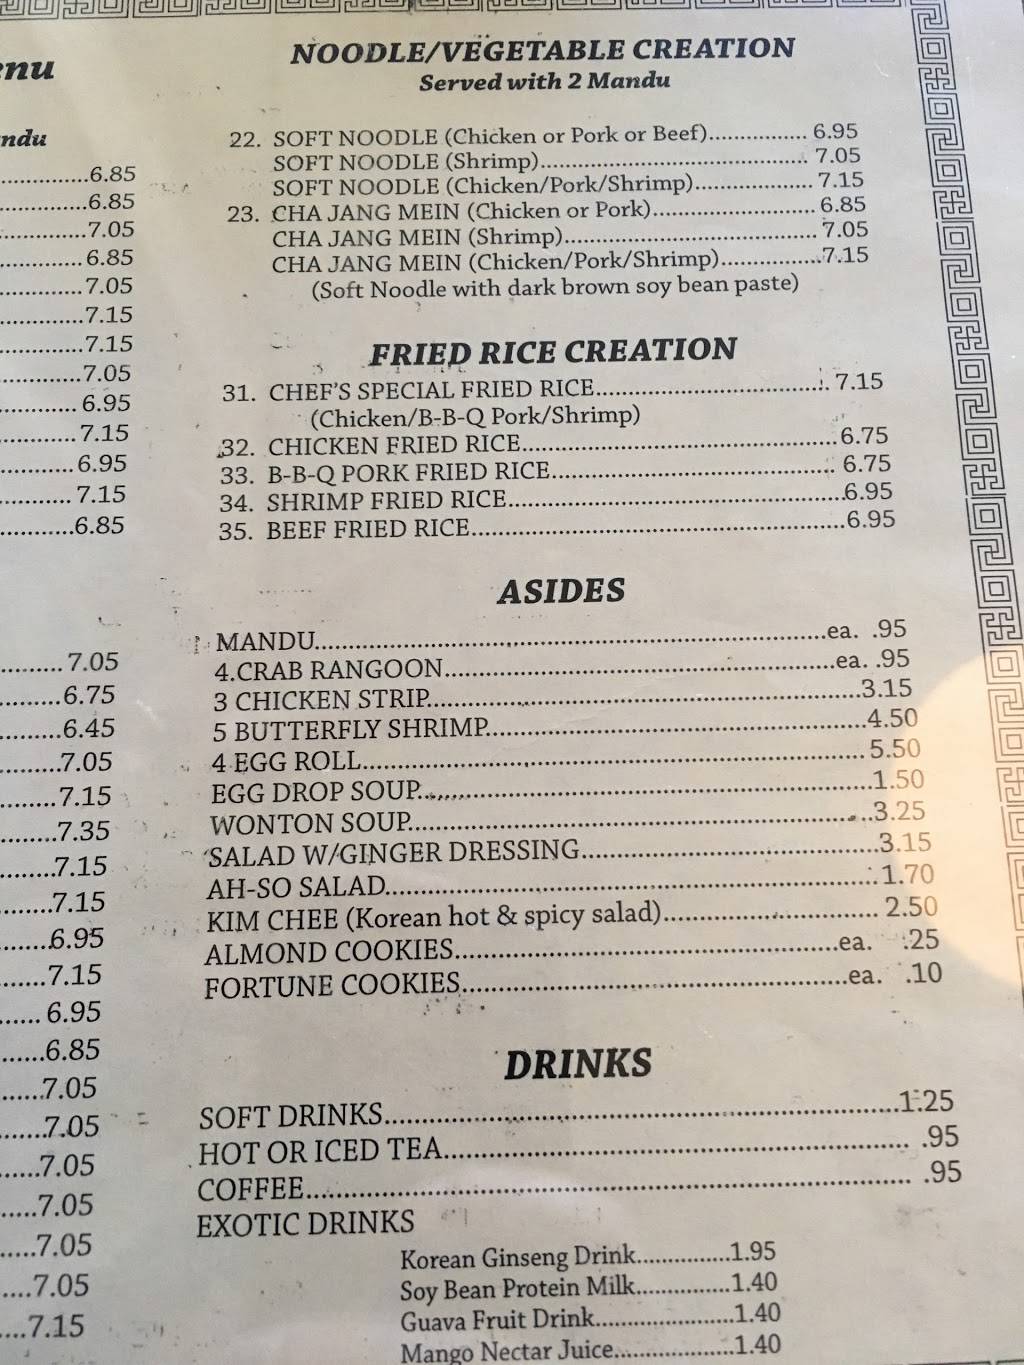 enu
ndu
..............6.85
..............6.85
..............7.05
..............6.85
..............7.05
..............7.15
..............7.15
..............7.05
............. 6.95
............. 7.15
............ 6.95
............ 7.15
............6.85
........... 7.05
...........6.75
...........6.45
..........7.05
.........7.15
.........7.35
.........7.15
.........7.15
........6.95
........7.15
...... 6.95
.......6.85
......7.05
.......7.05
......7.05
.....7.05
.....7.05
....7.05
....7.15
NOODLE/VEGETABLE CREATION
Served with 2 Mandu
22. SOFT NOODLE (Chicken or Pork or Beef)............... 6.95
SOFT NOODLE (Shrimp)........................................ 7.05
SOFT NOODLE (Chicken/Pork/Shrimp).................. 7.15
23. CHA JANG MEIN (Chicken or Pork)......................... 6.85
CHA JANG MEIN (Shrimp)...................................... 7.05
CHA JANG MEIN (Chicken/Pork/Shrimp)................7.15
(Soft Noodle with dark brown soy bean paste)
FRIED RICE CREATION
31. CHEF'S SPECIAL FRIED RICE................................... 7.15
(Chicken/B-B-Q Pork/Shrimp)
32. CHICKEN FRIED RICE................................................6.75
33. B-B-Q PORK FRIED RICE.......................................... 6.75
34. SHRIMP FRIED RICE...................................................6.95
35. BEEF FRIED RICE........................................................6.95
ASIDES
MANDU..........................................................................ea. .95
4.CRAB RANGOON.........................................................ea. .95
3 CHICKEN STRIP................................................................3.15
5 BUTTERFLY SHRIMP.......................................................4.50
4 EGG ROLL......................................................................... 5.50
EGG DROP SOUP.................................................................1.50
WONTON SOUP..................................................................3.25
SALAD W/GINGER DRESSING...........................................3.15
AH-SO SALAD......................................................................1.70
KIM CHEE (Korean hot & spicy salad)............................... 2.50
ALMOND COOKIES.......................................................ea. .25
FORTUNE COOKIES.......................................................ea. .10
DRINKS
SOFT DRINKS......................................................................1.25
HOT OR ICED TEA............................................................... .95
COFFEE.................................................................................. .95
EXOTIC DRINKS
Korean Ginseng Drink...............1.95
Soy Bean Protein Milk...............1.40
Guava Fruit Drink......................1.40
Mango Nectar Juice...................1.40